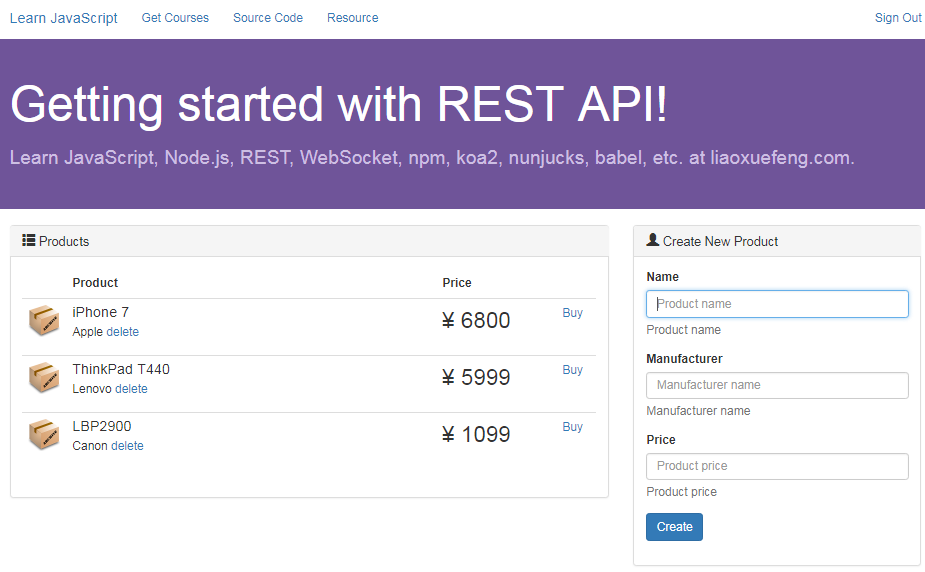 Learn JavaScript Get Courses Source Code Resource Sign Out
Getting started with REST API!
Learn JavaScript, Node.js, REST, WebSocket, npm, koa2, nunjucks, babel, etc. at liaoxuefeng.com.
Products
Product Price
iPhone 7
Apple delete
¥ 6800
Buy
ThinkPad T440
Lenovo delete
¥ 5999
Buy
LBP2900
Canon delete
¥ 1099
Buy
Create New Product
Name
Product name
Product name
Manufacturer
Manufacturer name
Manufacturer name
Price
Product price
Product price
Create